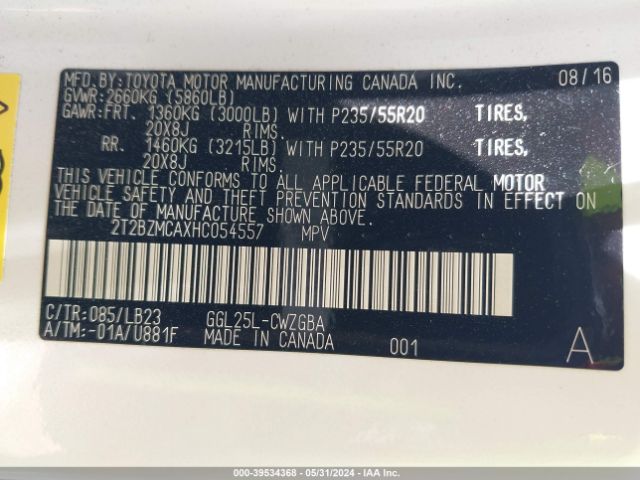 MFD.BY:TOYOTA MOTOR MANUFACTURING CANADA INC. 08/16
GVWR:2660KG (5860LB)
GAWR:FRT. 1360KG (3000LB) WITH P235/55R20 TIRES,
20X8J RIMS.
RR. 1460KG (3215LB) WITH P235/55R20 TIRES,
20X8J RIMS.
THIS VEHICLE CONFORMS TO ALL APPLICABLE FEDERAL MOTOR
VEHICLE SAFETY AND THEFT PREVENTION STANDARDS IN EFFECT ON
THE DATE OF MANUFACTURE SHOWN ABOVE.
2T2BZMCAXHC054557 MPV
C/TR:085/LB23 GGL25L-CWZGBA
A/TM:-01A/U881F MADE IN CANADA 001 A
000-39534368 - 05/31/2024 - IAA Inc.